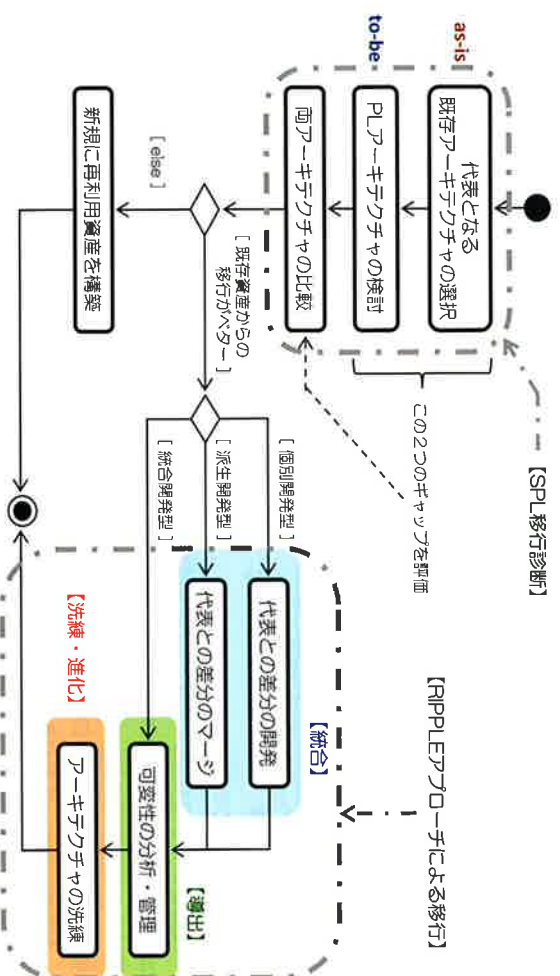 【SPL移行診断】
【RIPPLEアプローチによる移行】
as-is
代表となる
既存アーキテクチャの選択
この2つのギャップを評価
to-be
PLアーキテクチャの検討
両アーキテクチャの比較
[ 既存資産からの
移行がベター ]
[ else ]
新規に再利用資産を構築
[ 個別開発型 ]
[ 派生開発型 ]
[ 統合開発型 ]
【統合】
代表との差分の開発
代表との差分のマージ
【導出】
可変性の分析・管理
【洗練・進化】
アーキテクチャの洗練